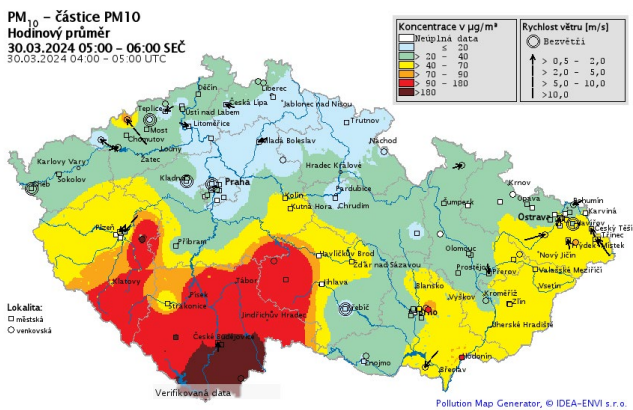 PM10 – částice PM10
Hodinový průměr
30.03.2024 05:00 – 06:00 SEČ
30.03.2024 04:00 – 05:00 UTC
Koncentrace v µg/m³
Neúplná data
≤ 20
> 20 - 40
> 40 - 70
> 70 - 90
> 90 - 180
>180
Rychlost větru [m/s]
Bezvětří
> 0,5 - 2,0
> 2,0 - 5,0
> 5,0 - 10,0
>10,0
Děčín
Liberec
Teplice
Ústí nad Labem
Česká Lípa
Jablonec nad Nisou
Litoměřice
Trutnov
Most
Chomutov
Louny
Mladá Boleslav
Náchod
Žatec
Karlovy Vary
Sokolov
Cheb
Kladno
Praha
Hradec Králové
Pardubice
Krnov
Kolín
Kutná Hora
Chrudim
Šumperk
Opava
Bohumín
Karviná
Ostrava
Havířov
Český Těší
Třinec
Frýdek Místek
Plzeň
Příbram
Olomouc
Nový Jičín
Havlíčkův Brod
Žďár nad Sázavou
Prostějov
Přerov
Valašské Meziříčí
Klatovy
Tábor
Jihlava
Blansko
Vsetín
Písek
Strakonice
Vyškov
Kroměříž
Zlín
Jindřichův Hradec
Třebíč
Brno
Uherské Hradiště
České Budějovice
Znojmo
Hodonín
Břeclav
Lokalita:
městská
venkovská
Verifikovaná data
Pollution Map Generator, © IDEA-ENVI s.r.o.